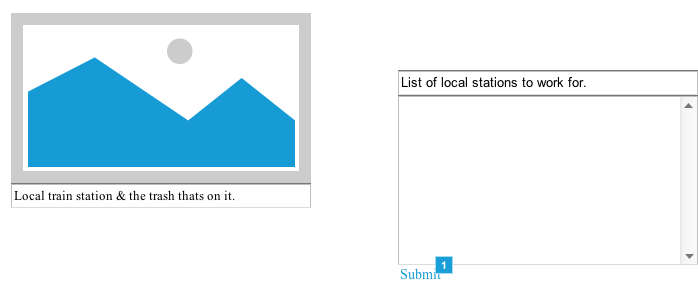 Local train station & the trash thats on it.
List of local stations to work for.
1
Submit